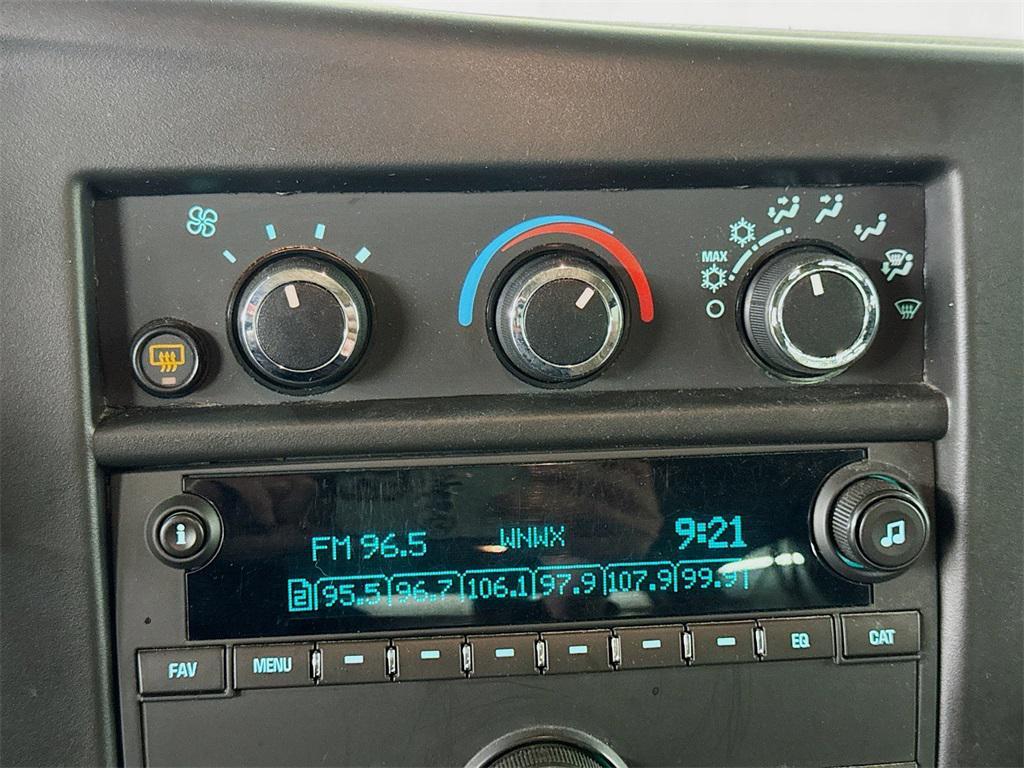 MAX
i
FM 96.5 WNWX 9:21
2 95.5 96.7 106.1 97.9 107.9 99.9
FAV MENU EQ CAT